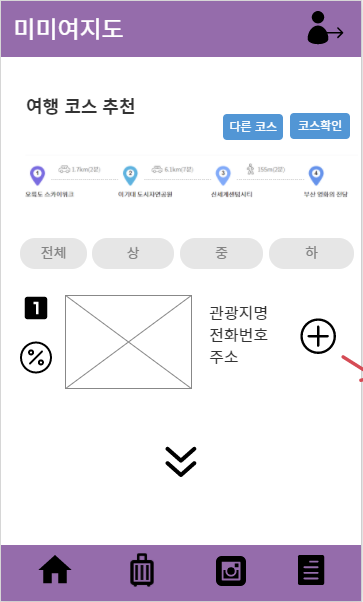 미미여지도
여행 코스 추천
다른 코스
코스확인
1.7km(2분)
6.1km(7분)
155m(2분)
1
2
3
4
오륙도 스카이워크
이기대 도시자연공원
신세계센텀시티
부산 영화의 전당
전체
상
중
하
1
관광지명
전화번호
주소